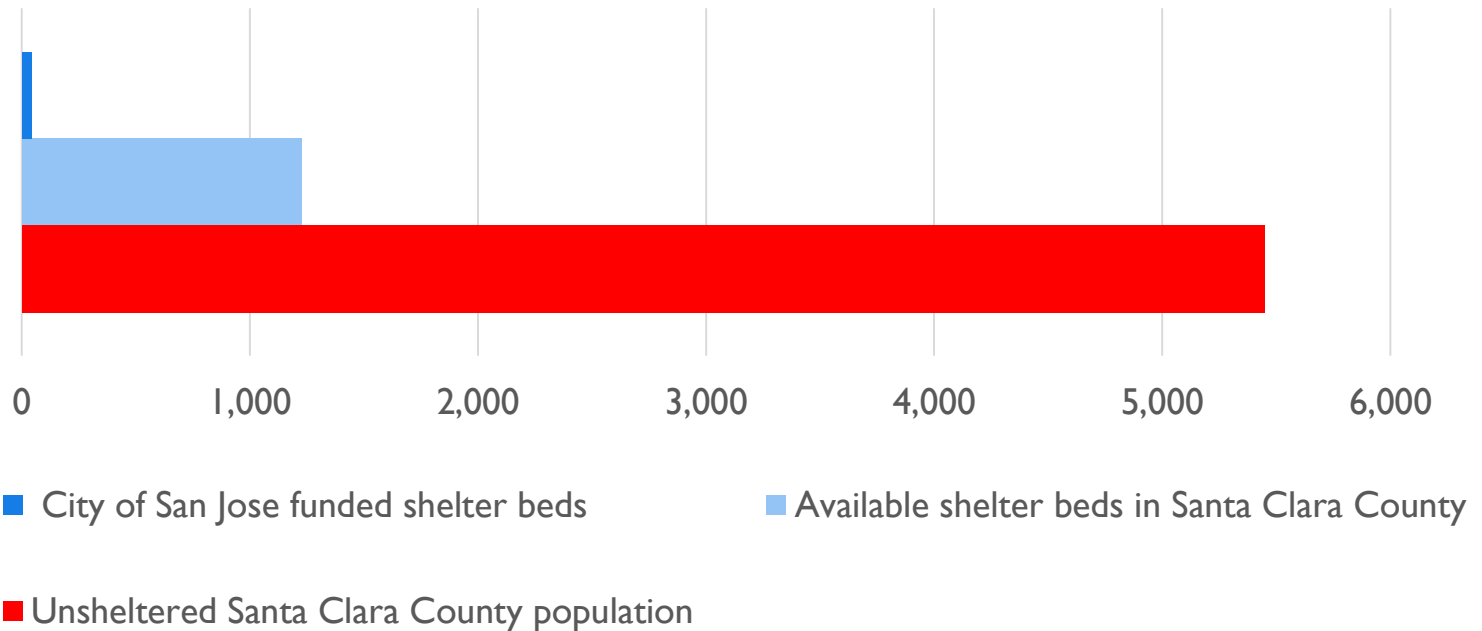 0 1,000 2,000 3,000 4,000 5,000 6,000
City of San Jose funded shelter beds Available shelter beds in Santa Clara County
Unsheltered Santa Clara County population